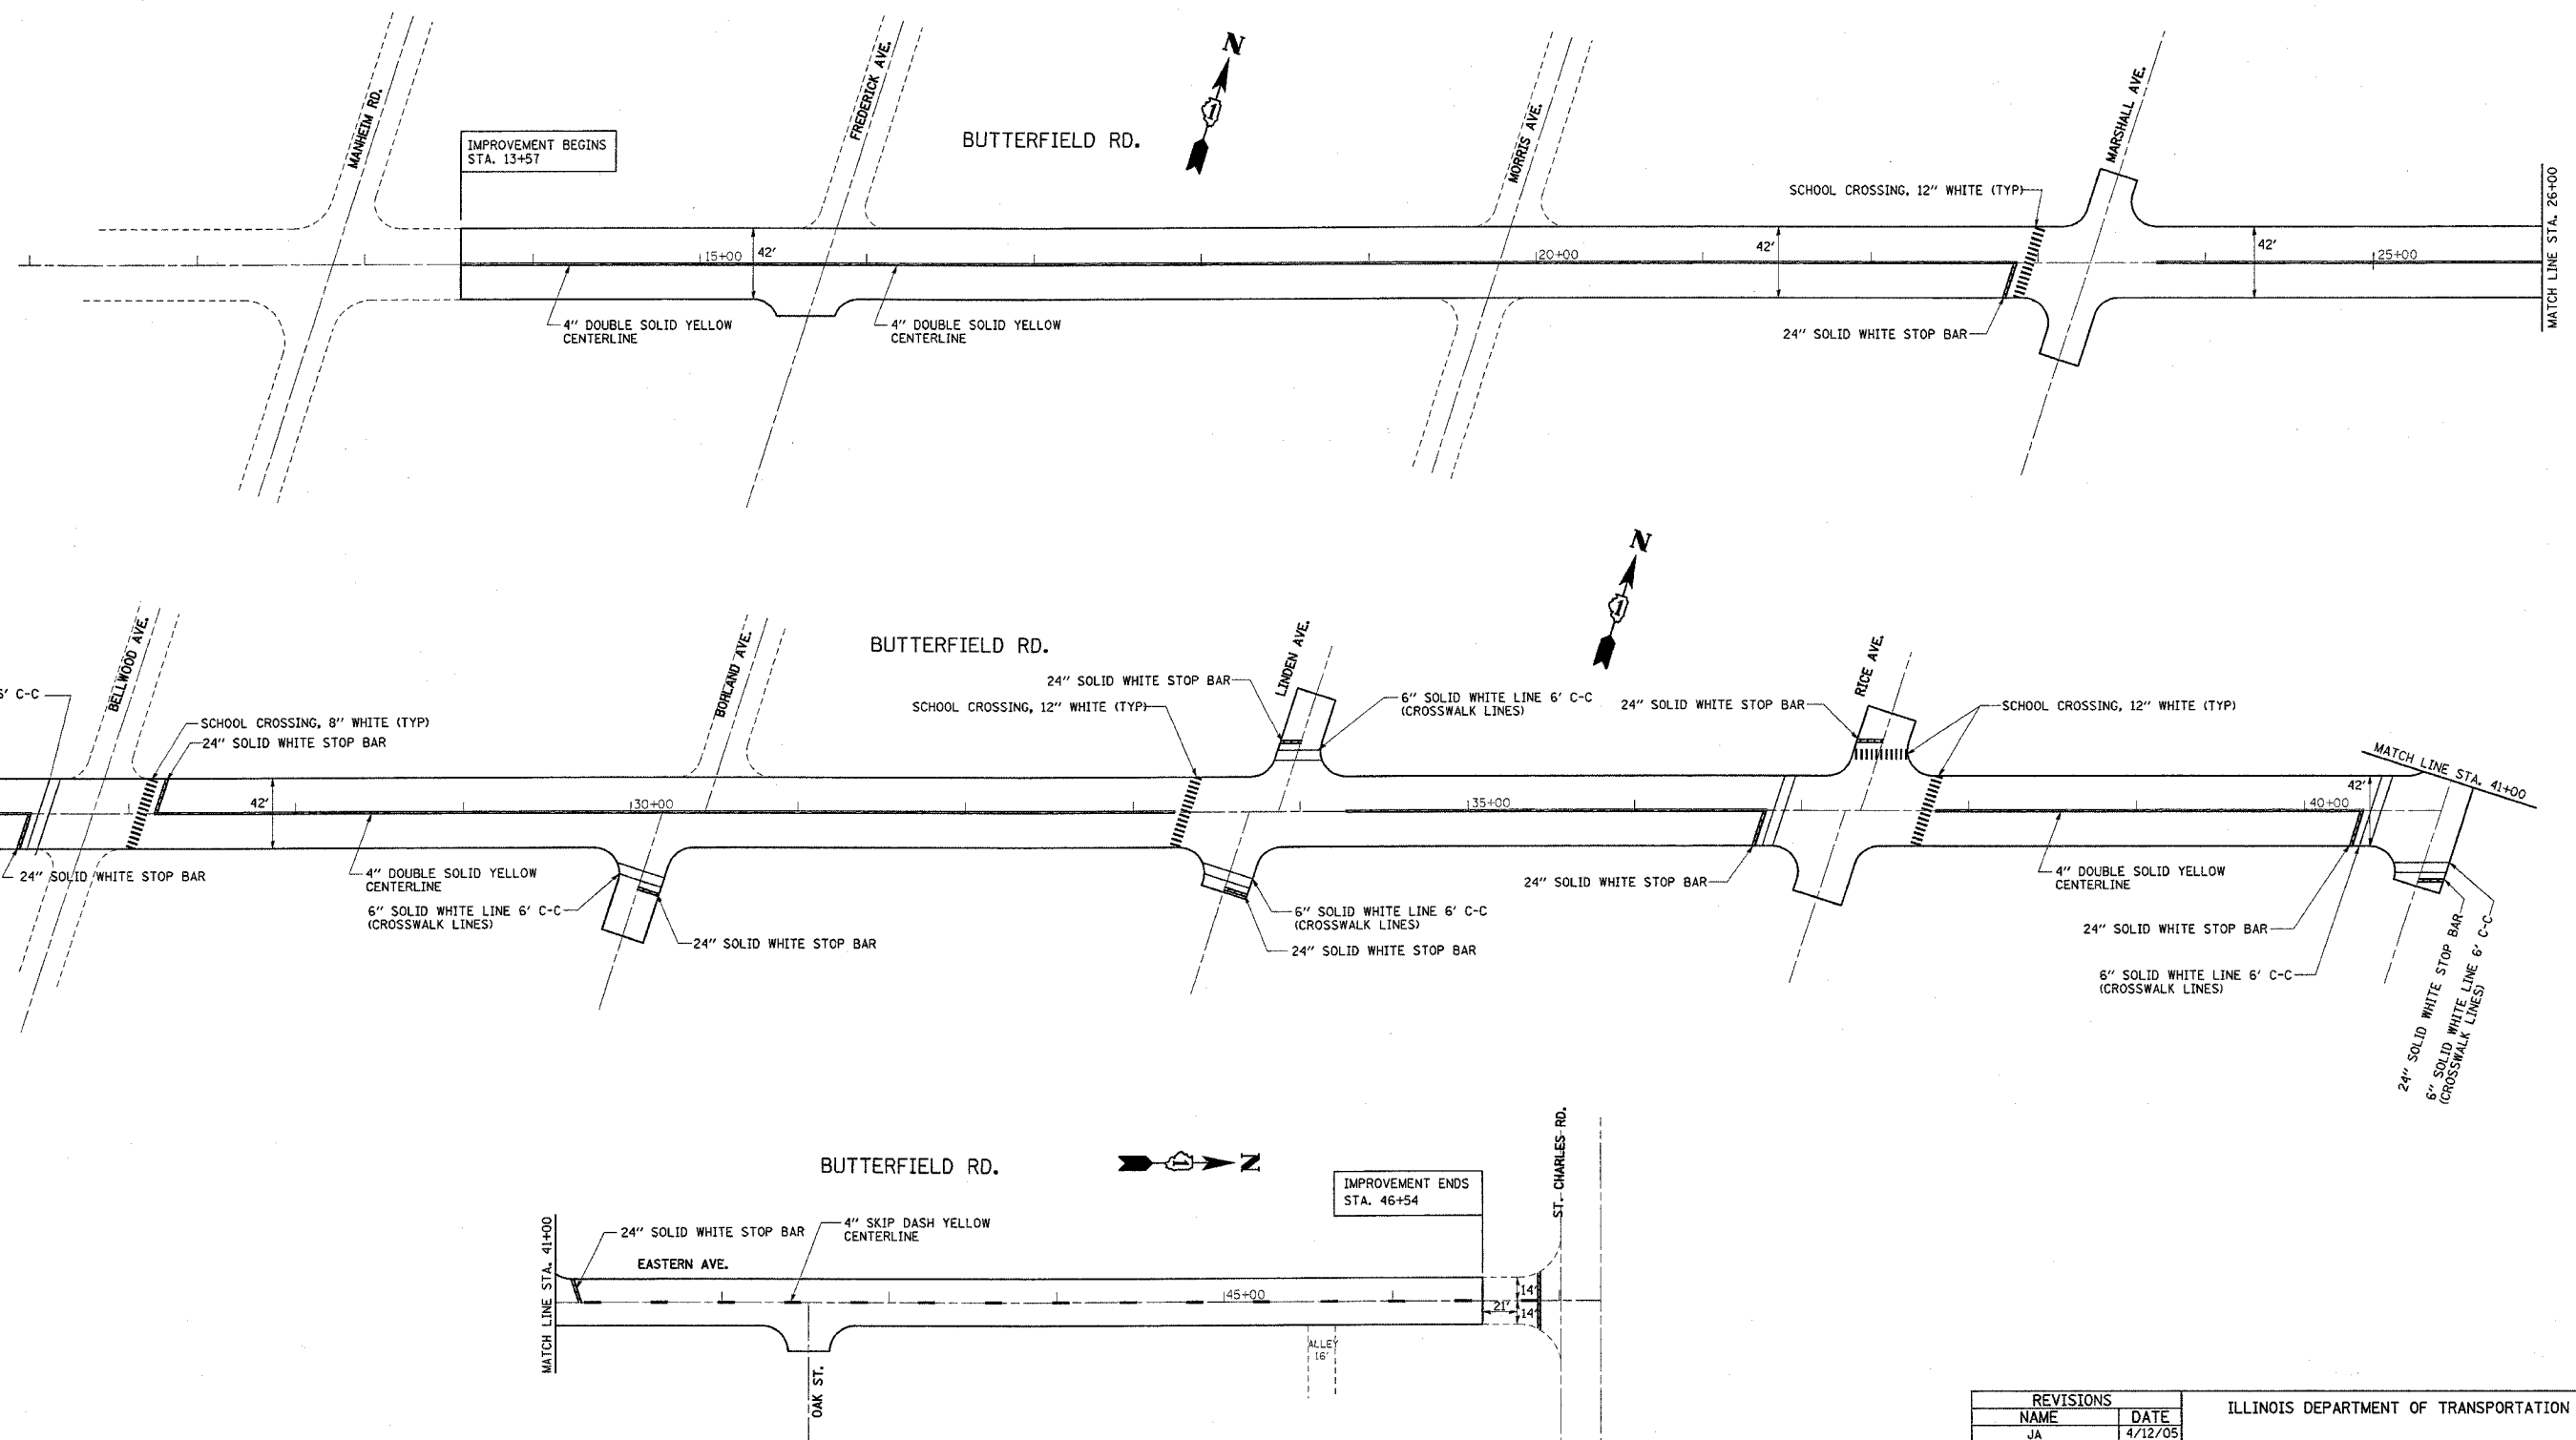 MANHEIM RD.
FREDERICK AVE.
N
1
BUTTERFIELD RD.
IMPROVEMENT BEGINS
STA. 13+57
MORRIS AVE.
MARSHALL AVE.
SCHOOL CROSSING, 12" WHITE (TYP)
MATCH LINE STA. 26+00
15+00
42'
20+00
42'
42'
25+00
4" DOUBLE SOLID YELLOW
CENTERLINE
4" DOUBLE SOLID YELLOW
CENTERLINE
24" SOLID WHITE STOP BAR
N
1
BELLWOOD AVE.
BOHLAND AVE.
BUTTERFIELD RD.
LINDEN AVE.
RICE AVE.
24" SOLID WHITE STOP BAR
6' C-C
6" SOLID WHITE LINE 6' C-C
(CROSSWALK LINES)
24" SOLID WHITE STOP BAR
SCHOOL CROSSING, 12" WHITE (TYP)
SCHOOL CROSSING, 12" WHITE (TYP)
SCHOOL CROSSING, 8" WHITE (TYP)
24" SOLID WHITE STOP BAR
MATCH LINE STA. 41+00
42'
30+00
35+00
40+00
42'
24" SOLID WHITE STOP BAR
4" DOUBLE SOLID YELLOW
CENTERLINE
6" SOLID WHITE LINE 6' C-C
(CROSSWALK LINES)
24" SOLID WHITE STOP BAR
6" SOLID WHITE LINE 6' C-C
(CROSSWALK LINES)
24" SOLID WHITE STOP BAR
24" SOLID WHITE STOP BAR
4" DOUBLE SOLID YELLOW
CENTERLINE
24" SOLID WHITE STOP BAR
6" SOLID WHITE LINE 6' C-C
(CROSSWALK LINES)
24" SOLID WHITE STOP BAR
6" SOLID WHITE LINE 6' C-C
(CROSSWALK LINES)
BUTTERFIELD RD.
1
N
ST. CHARLES RD.
IMPROVEMENT ENDS
STA. 46+54
MATCH LINE STA. 41+00
24" SOLID WHITE STOP BAR
4" SKIP DASH YELLOW
CENTERLINE
EASTERN AVE.
45+00
14'
21'
14'
ALLEY
16'
OAK ST.
REVISIONS
NAME DATE
JA 4/12/05
ILLINOIS DEPARTMENT OF TRANSPORTATION